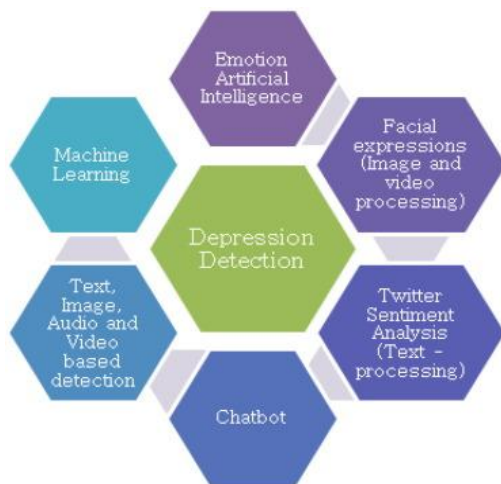 Emotion
Artificial
Intelligence
Facial
expressions
(Image and
video
processing)
Machine
Learning
Depression
Detection
Text,
Image,
Audio and
Video
based
detection
Twitter
Sentiment
Analysis
(Text -
processing)
Chatbot